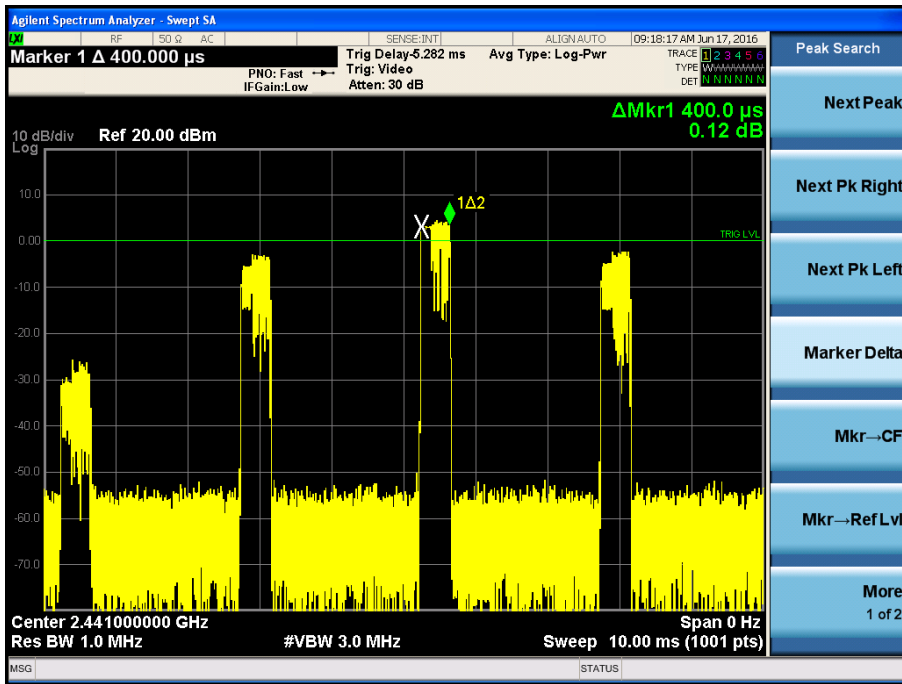 Agilent Spectrum Analyzer - Swept SA
LXI RF 50 Ω AC SENSE:INT ALIGNAUTO 09:18:17 AM Jun 17, 2016
Marker 1 Δ 400.000 µs
PNO: Fast
IFGain:Low
Trig Delay-5.282 ms
Trig: Video
Atten: 30 dB
Avg Type: Log-Pwr
TRACE 1 2 3 4 5 6
TYPE WWWWWWWW
DET N N N N N N
ΔMkr1 400.0 µs
0.12 dB
10 dB/div Ref 20.00 dBm
Log
10.0
0.00
-10.0
-20.0
-30.0
-40.0
-50.0
-60.0
-70.0
X
1Δ2
TRIG LVL
Center 2.441000000 GHz Span 0 Hz
Res BW 1.0 MHz #VBW 3.0 MHz Sweep 10.00 ms (1001 pts)
MSG STATUS
Peak Search
Next Peak
Next Pk Right
Next Pk Left
Marker Delta
Mkr→CF
Mkr→Ref Lvl
More
1 of 2